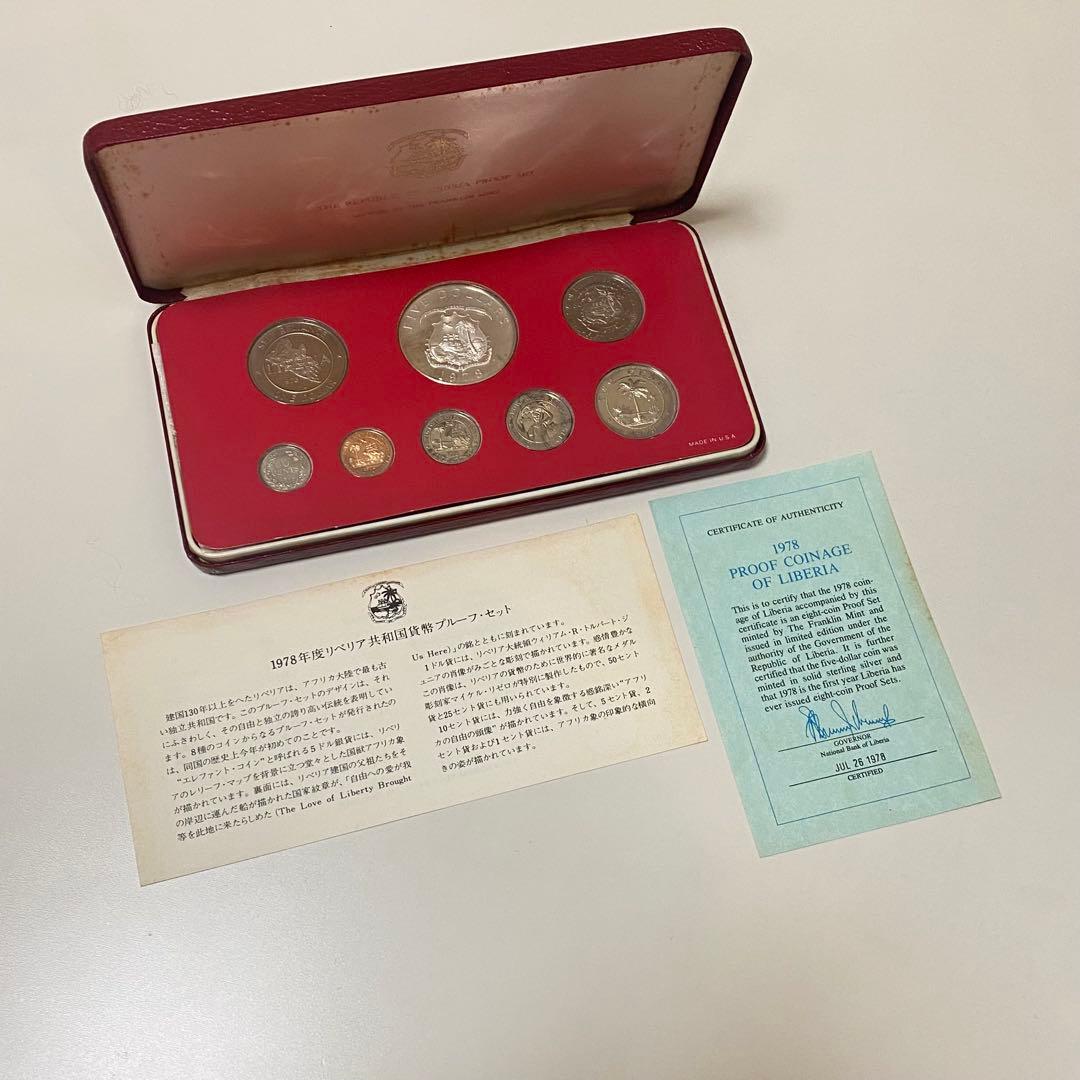 THE REPUBLIC OF LIBERIA PROOF SET
MINTED BY THE FRANKLIN MINT
FIVE DOLLARS
1978
10
CENTS
MADE IN U.S.A.
1978年度リベリア共和国貨幣プルーフ・セット
建国130年以上をへたリベリアは、アフリカ大陸で最も古
い独立共和国です。このプルーフ・セットのデザインは、それ
にふさわしく、その自由と独立の誇り高い伝統を表明してい
ます。8種のコインからなるプルーフ・セットが発行されたの
は、同国の歴史上今年が初めてのことです。
“エレファント・コイン”と呼ばれる5ドル銀貨には、リベリ
アのレリーフ・マップを背景に立つ堂々とした国獣アフリカ象
が描かれています。裏面には、リベリア建国の父祖たちをそ
の岸辺に運んだ船が描かれた国家紋章が、「自由への愛が我
等を此地に来たらしめた (The Love of Liberty Brought
Us Here)」の銘とともに刻まれています。
1ドル貨には、リベリア大統領ウィリアム・R・トルバート・ジ
ュニアの肖像がみごとな彫刻で描かれています。感情豊かな
この肖像は、リベリアの貨幣のために世界的に著名なメダル
彫刻家マイケル・リゼロが特別に製作したもので、50セント
貨と25セント貨にも用いられています。
10セント貨には、力強く自由を象徴する感銘深い“アフリ
カの自由の頭像”が描かれています。そして、5セント貨、2
セント貨および1セント貨には、アフリカ象の印象的な横向
きの姿が描かれています。
CERTIFICATE OF AUTHENTICITY
1978
PROOF COINAGE
OF LIBERIA
This is to certify that the 1978 coin-
age of Liberia accompanied by this
certificate is an eight-coin Proof Set
minted by The Franklin Mint and
issued in limited edition under the
authority of the Government of the
Republic of Liberia. It is further
certified that the five-dollar coin was
minted in solid sterling silver and
that 1978 is the first year Liberia has
ever issued eight-coin Proof Sets.
GOVERNOR
National Bank of Liberia
JUL 26 1978
CERTIFIED